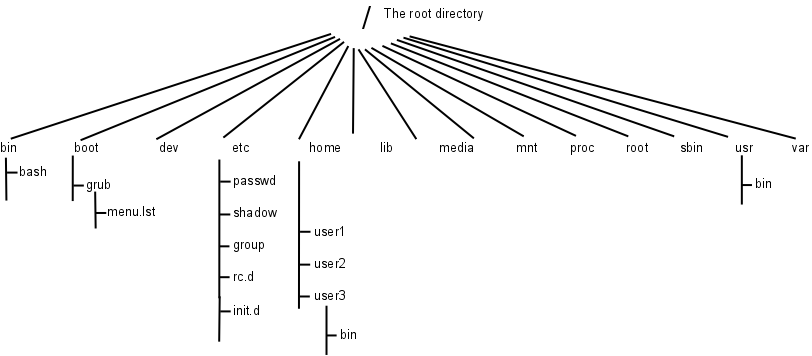 / The root directory
bin boot dev etc home lib media mnt proc root sbin usr var
bash
passwd
grub
bin
menu.lst
shadow
user1
group
user2
rc.d
user3
init.d
bin